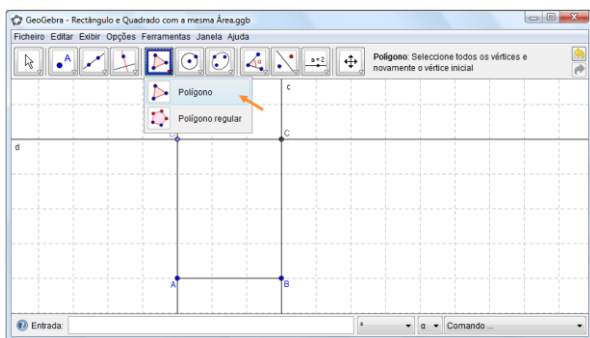 GeoGebra - Rectângulo e Quadrado com a mesma Área.ggb
Ficheiro Editar Exibir Opções Ferramentas Janela Ajuda
A
α
a=2
Polígono: Seleccione todos os vértices e
novamente o vértice inicial
Polígono
c
Polígono regular
C
d
A
B
Entrada:
α
Comando ...